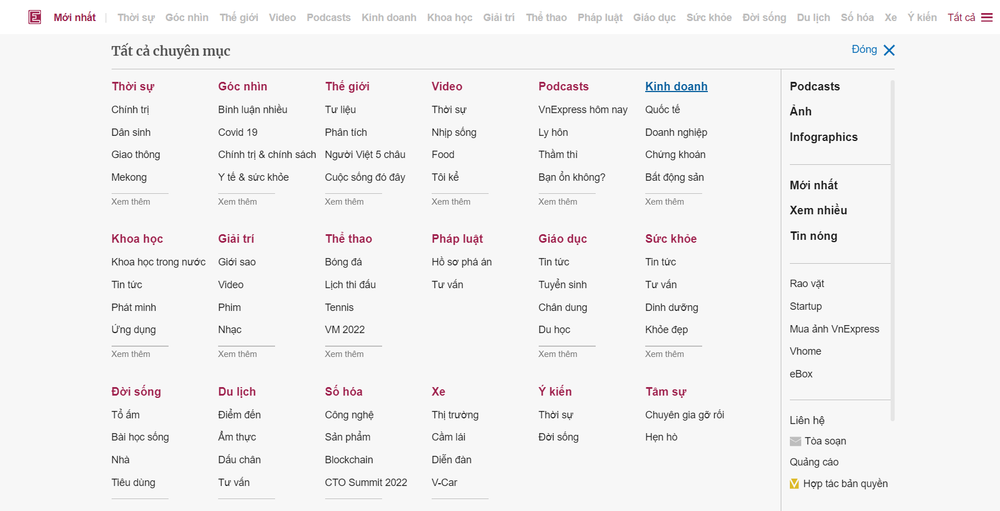 Mới nhất Thời sự Góc nhìn Thế giới Video Podcasts Kinh doanh Khoa học Giải trí Thể thao Pháp luật Giáo dục Sức khỏe Đời sống Du lịch Số hóa Xe Ý kiến Tất cả
Tất cả chuyên mục
Đóng
Thời sự
Chính trị
Dân sinh
Giao thông
Mekong
Xem thêm
Góc nhìn
Bình luận nhiều
Covid 19
Chính trị & chính sách
Y tế & sức khỏe
Xem thêm
Thế giới
Tư liệu
Phân tích
Người Việt 5 châu
Cuộc sống đó đây
Xem thêm
Video
Thời sự
Nhịp sống
Food
Tôi kể
Xem thêm
Podcasts
VnExpress hôm nay
Ly hôn
Thầm thì
Bạn ổn không?
Xem thêm
Kinh doanh
Quốc tế
Doanh nghiệp
Chứng khoán
Bất động sản
Xem thêm
Khoa học
Khoa học trong nước
Tin tức
Phát minh
Ứng dụng
Xem thêm
Giải trí
Giới sao
Video
Phim
Nhạc
Xem thêm
Thể thao
Bóng đá
Lịch thi đấu
Tennis
VM 2022
Xem thêm
Pháp luật
Hồ sơ phá án
Tư vấn
Giáo dục
Tin tức
Tuyển sinh
Chân dung
Du học
Xem thêm
Sức khỏe
Tin tức
Tư vấn
Dinh dưỡng
Khỏe đẹp
Xem thêm
Đời sống
Tổ ấm
Bài học sống
Nhà
Tiêu dùng
Du lịch
Điểm đến
Ẩm thực
Dấu chân
Tư vấn
Số hóa
Công nghệ
Sản phẩm
Blockchain
CTO Summit 2022
Xe
Thị trường
Cầm lái
Diễn đàn
V-Car
Ý kiến
Thời sự
Đời sống
Tâm sự
Chuyên gia gỡ rối
Hẹn hò
Podcasts
Ảnh
Infographics
Mới nhất
Xem nhiều
Tin nóng
Rao vặt
Startup
Mua ảnh VnExpress
Vhome
eBox
Liên hệ
Tòa soạn
Quảng cáo
Hợp tác bản quyền